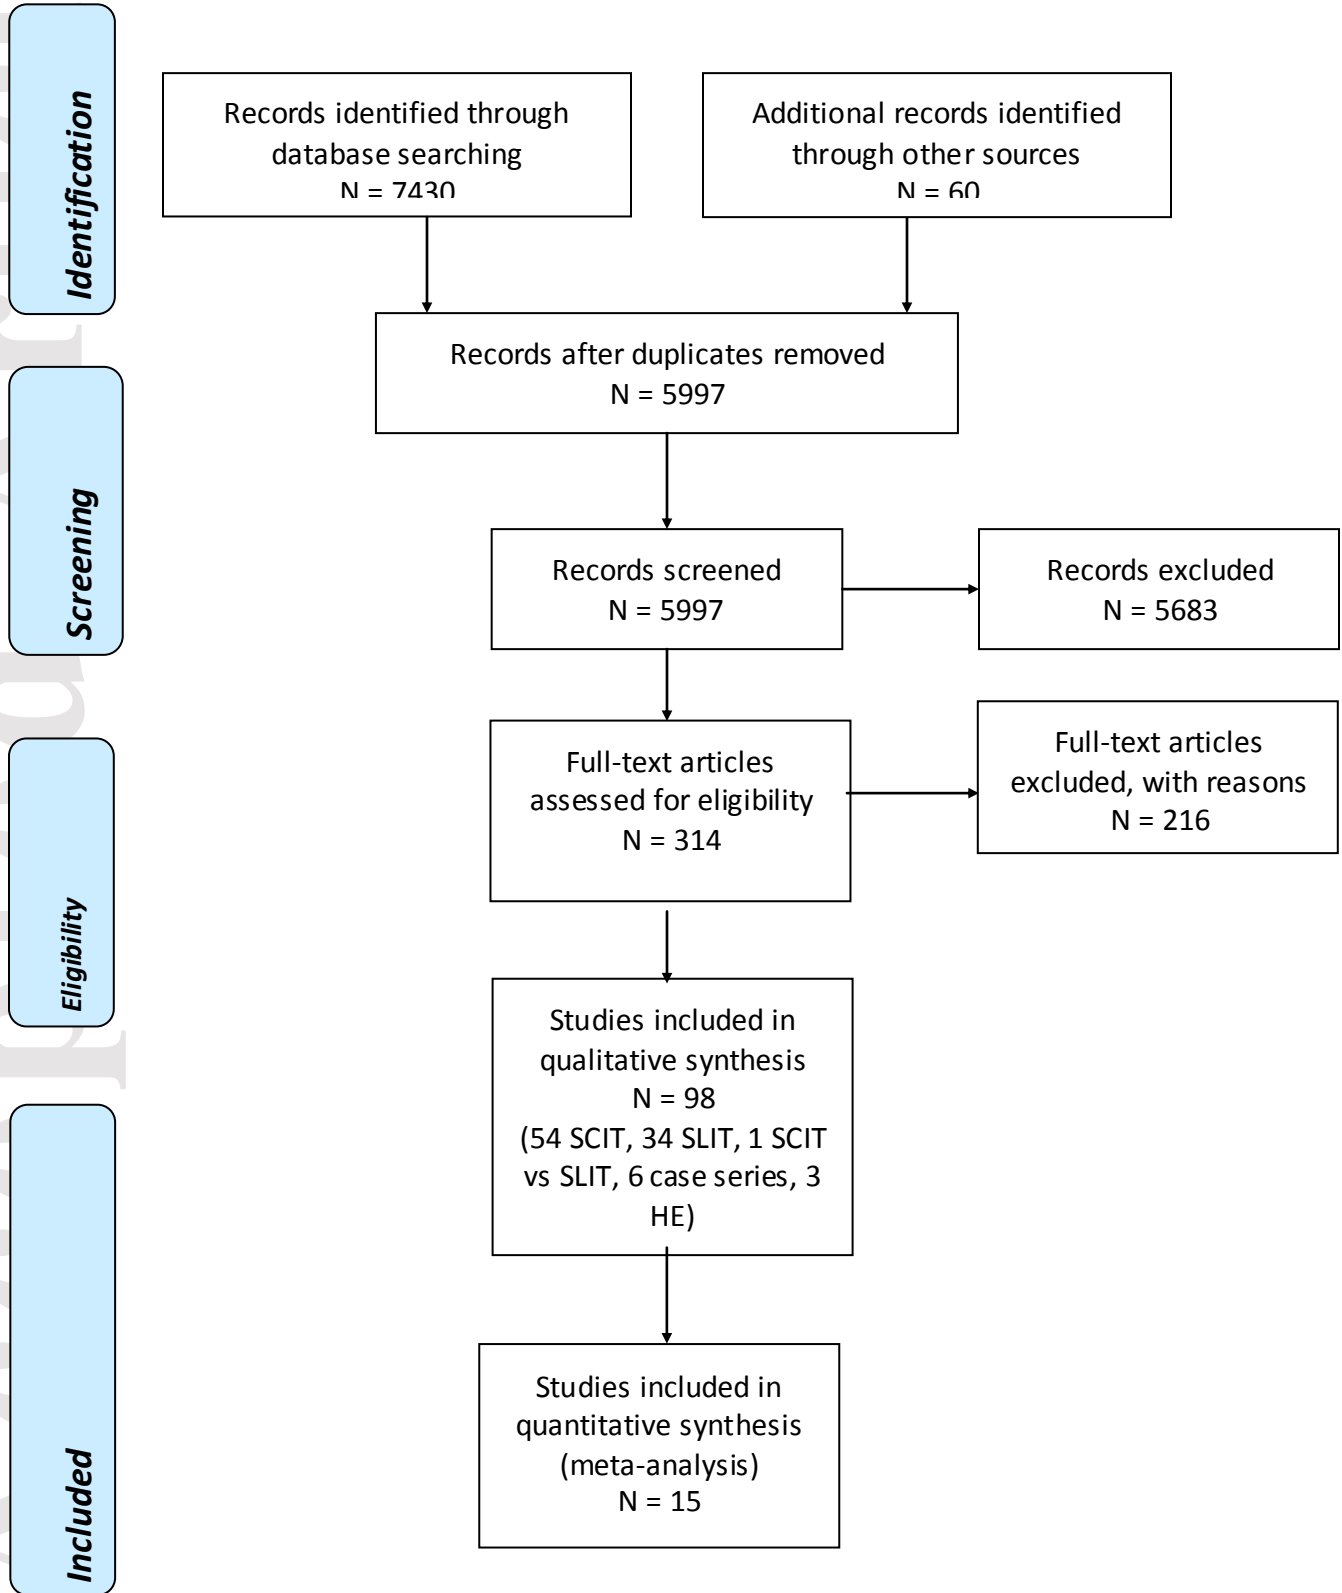 Identification
Records identified through
database searching
N = 7430
Additional records identified
through other sources
N = 60
Records after duplicates removed
N = 5997
Screening
Records screened
N = 5997
Records excluded
N = 5683
Eligibility
Full-text articles
assessed for eligibility
N = 314
Full-text articles
excluded, with reasons
N = 216
Studies included in
qualitative synthesis
N = 98
(54 SCIT, 34 SLIT, 1 SCIT
vs SLIT, 6 case series, 3
HE)
Included
Studies included in
quantitative synthesis
(meta-analysis)
N = 15